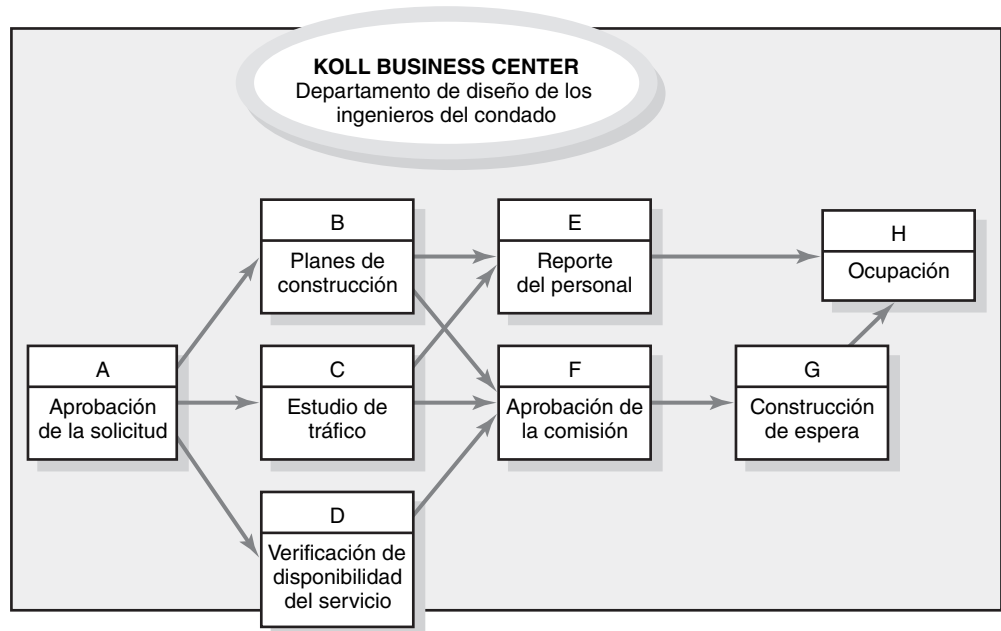 KOLL BUSINESS CENTER
Departamento de diseño de los
ingenieros del condado
A
Aprobación
de la solicitud
B
Planes de
construcción
C
Estudio de
tráfico
D
Verificación de
disponibilidad
del servicio
E
Reporte
del personal
F
Aprobación de
la comisión
G
Construcción
de espera
H
Ocupación